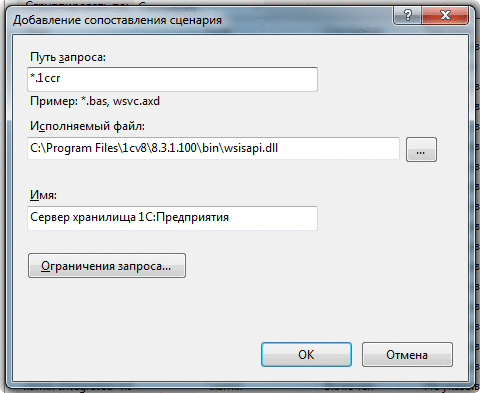 Добавление сопоставления сценария
Путь запроса:
*.1ccr
Пример: *.bas, wsvc.axd
Исполняемый файл:
C:\Program Files\1cv8\8.3.1.100\bin\wsisapi.dll
...
Имя:
Сервер хранилища 1С:Предприятия
Ограничения запроса...
ОК
Отмена